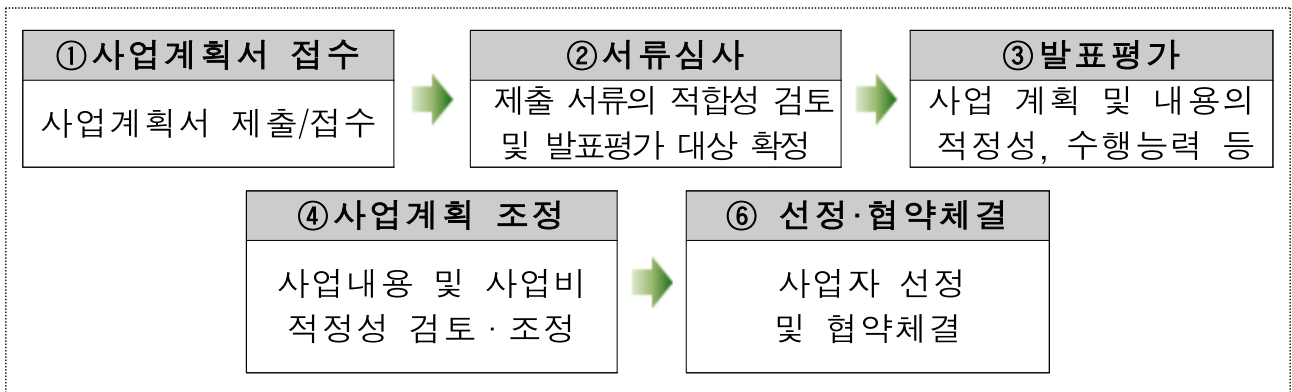 ①사업계획서 접수
사업계획서 제출/접수
②서류심사
제출 서류의 적합성 검토
및 발표평가 대상 확정
③발표평가
사업 계획 및 내용의
적정성, 수행능력 등
④사업계획 조정
사업내용 및 사업비
적정성 검토·조정
⑥ 선정·협약체결
사업자 선정
및 협약체결